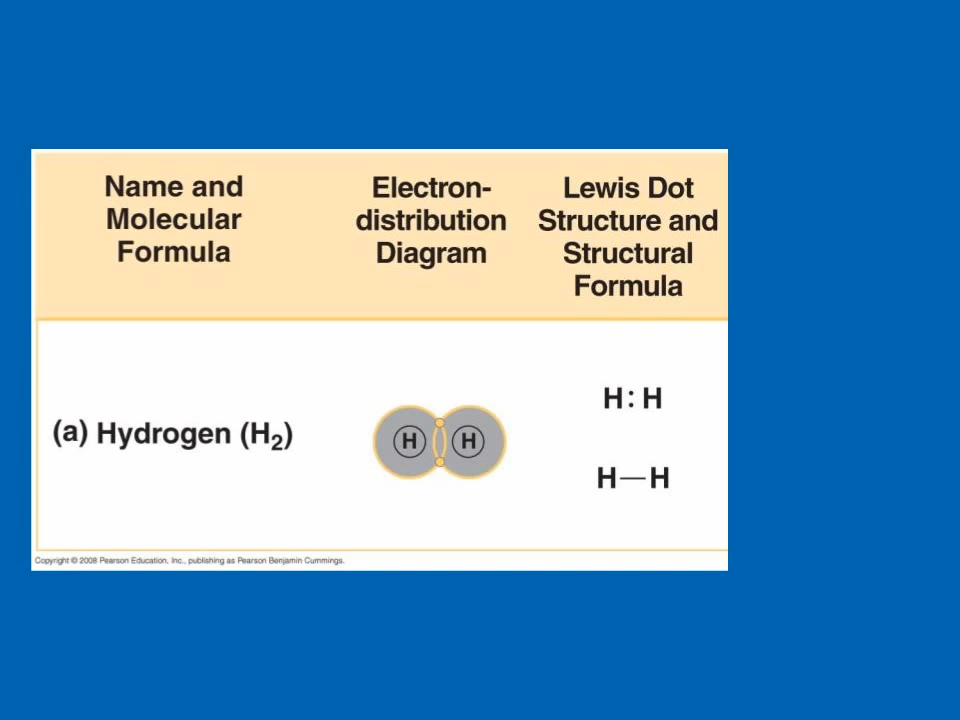 Name and
Molecular
Formula
Electron-
distribution
Diagram
Lewis Dot
Structure and
Structural
Formula
(a) Hydrogen (H₂)
H H
H : H
H—H
Copyright © 2008 Pearson Education, Inc., publishing as Pearson Benjamin Cummings.